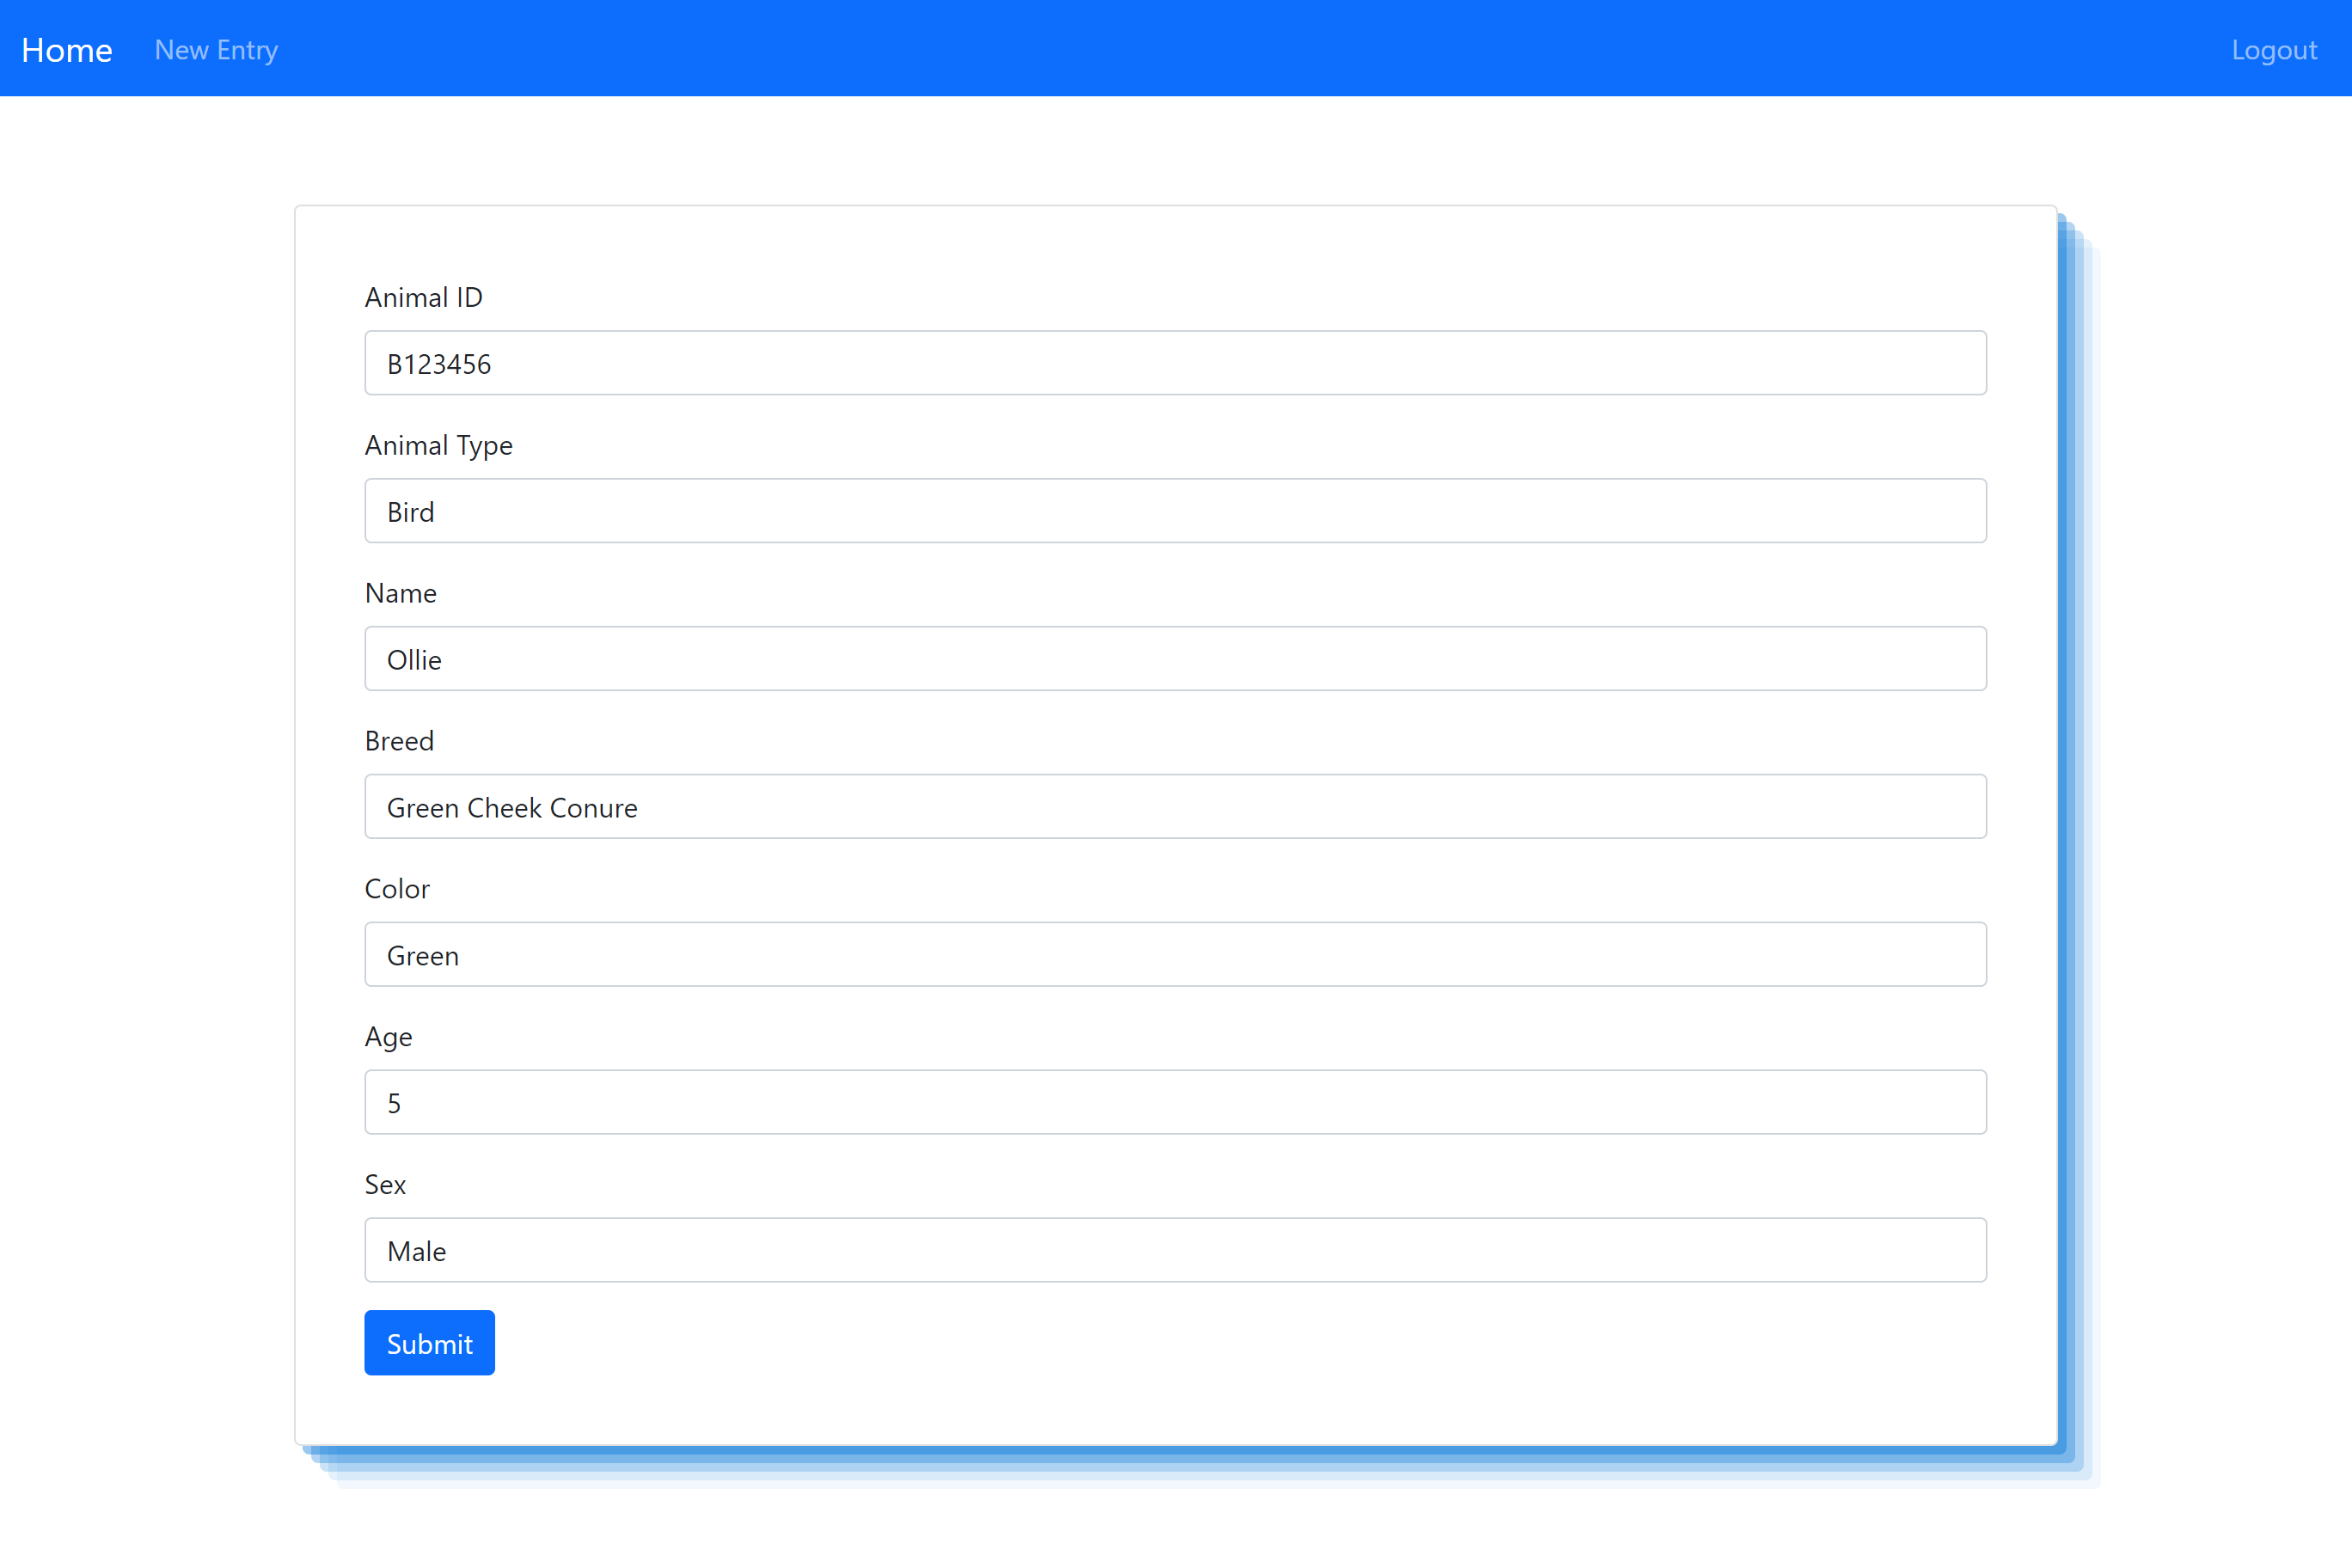 Home New Entry Logout
Animal ID
B123456
Animal Type
Bird
Name
Ollie
Breed
Green Cheek Conure
Color
Green
Age
5
Sex
Male
Submit